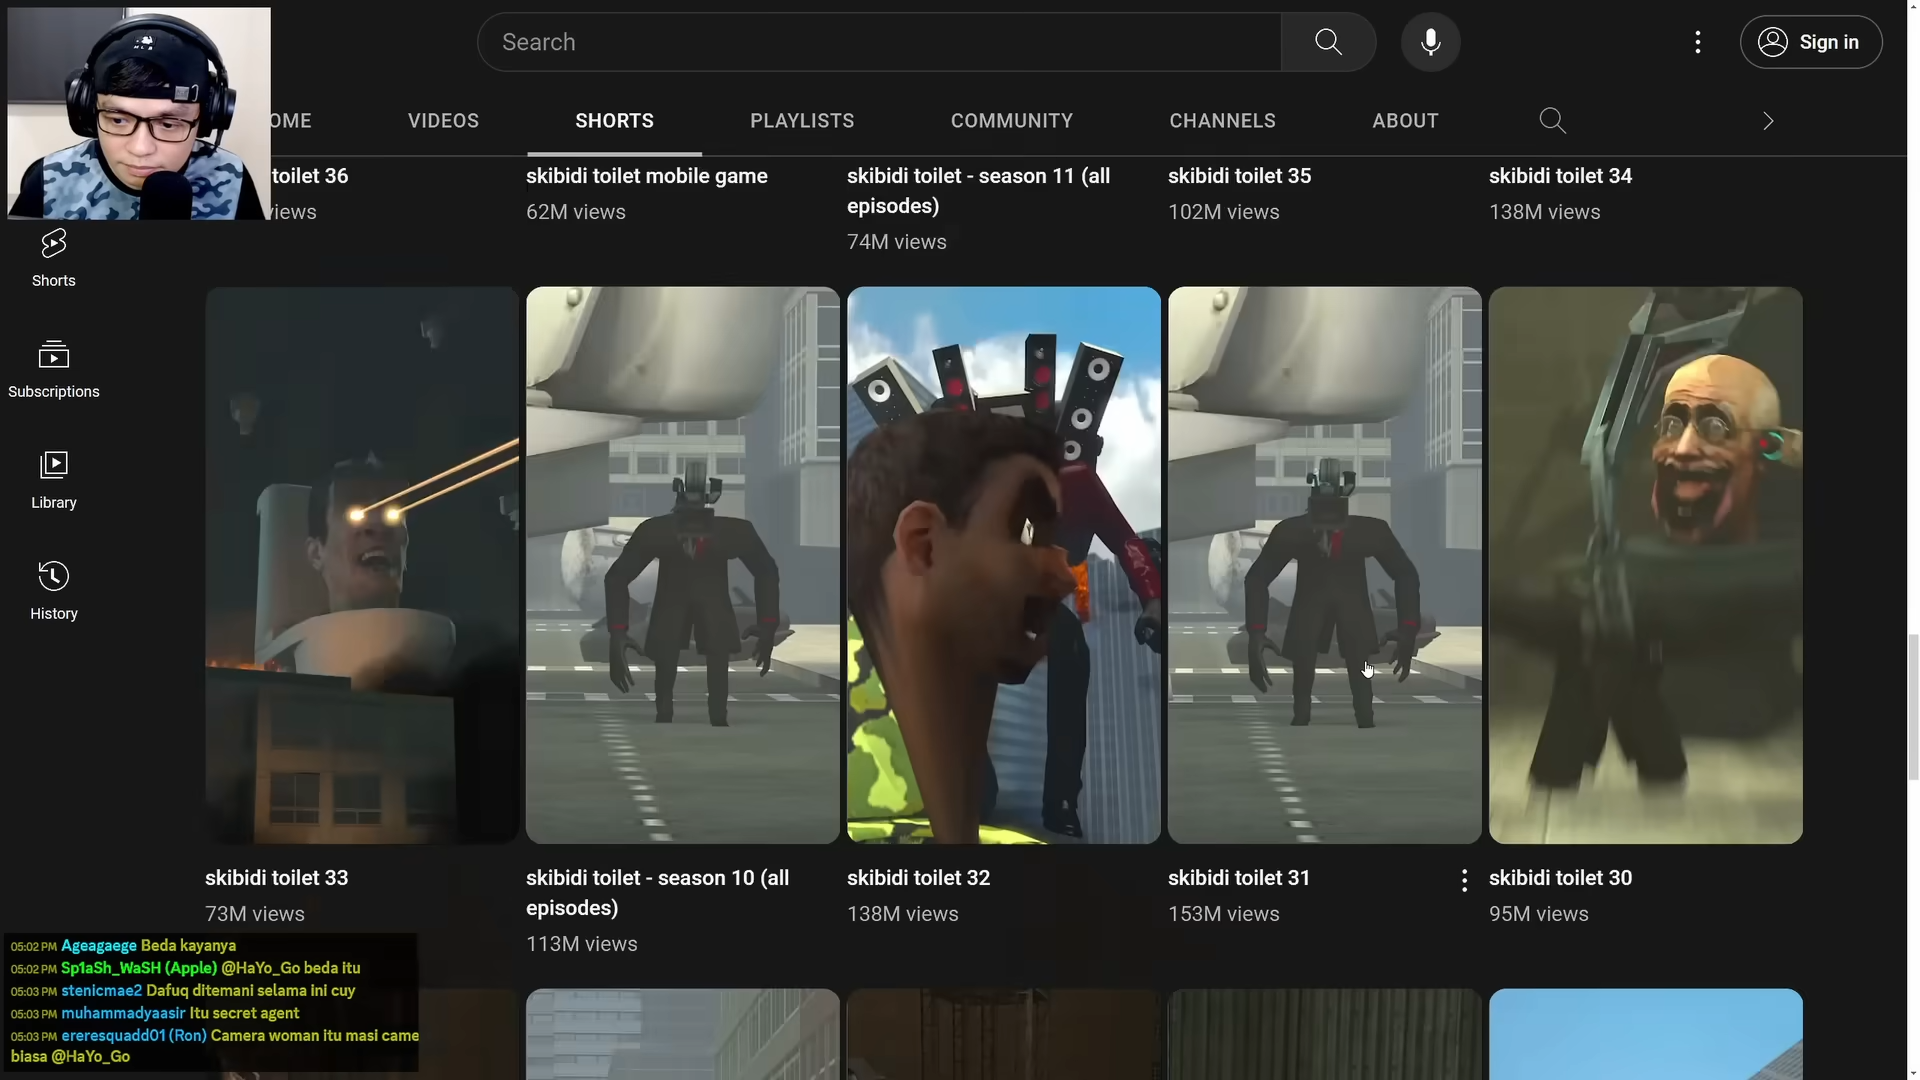 MLB
Search
Sign in
OME
VIDEOS
SHORTS
PLAYLISTS
COMMUNITY
CHANNELS
ABOUT
toilet 36
skibidi toilet mobile game
skibidi toilet - season 11 (all
skibidi toilet 35
skibidi toilet 34
iews
62M views
episodes)
102M views
138M views
74M views
Shorts
Subscriptions
Library
History
skibidi toilet 33
skibidi toilet - season 10 (all
skibidi toilet 32
skibidi toilet 31
skibidi toilet 30
73M views
episodes)
138M views
153M views
95M views
113M views
05:02 PM Ageagaege Beda kayanya
05:02 PM Sp1aSh_WaSH (Apple) @HaYo_Go beda itu
05:03 PM stenicmae2 Dafuq ditemani selama ini cuy
05:03 PM muhammadyaasir Itu secret agent
05:03 PM ereresquadd01 (Ron) Camera woman itu masi came
biasa @HaYo_Go